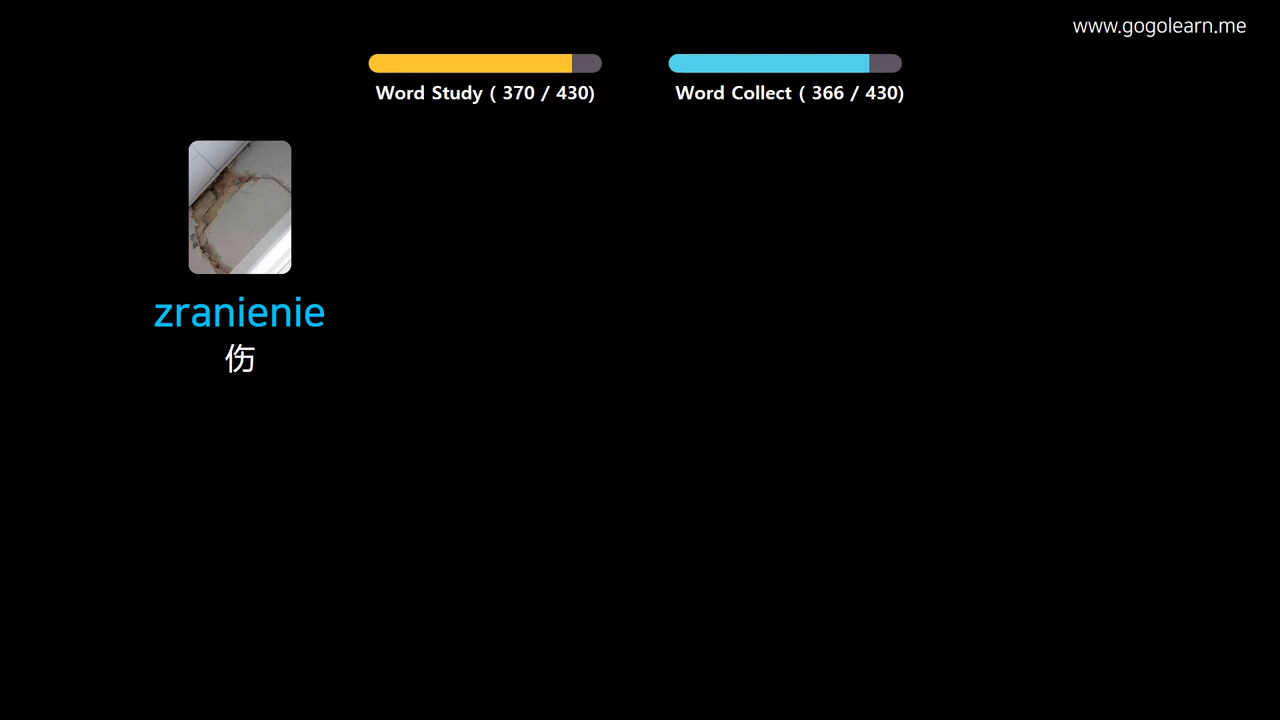 www.gogolearn.me
Word Study ( 370 / 430)
Word Collect ( 366 / 430)
zranienie
伤